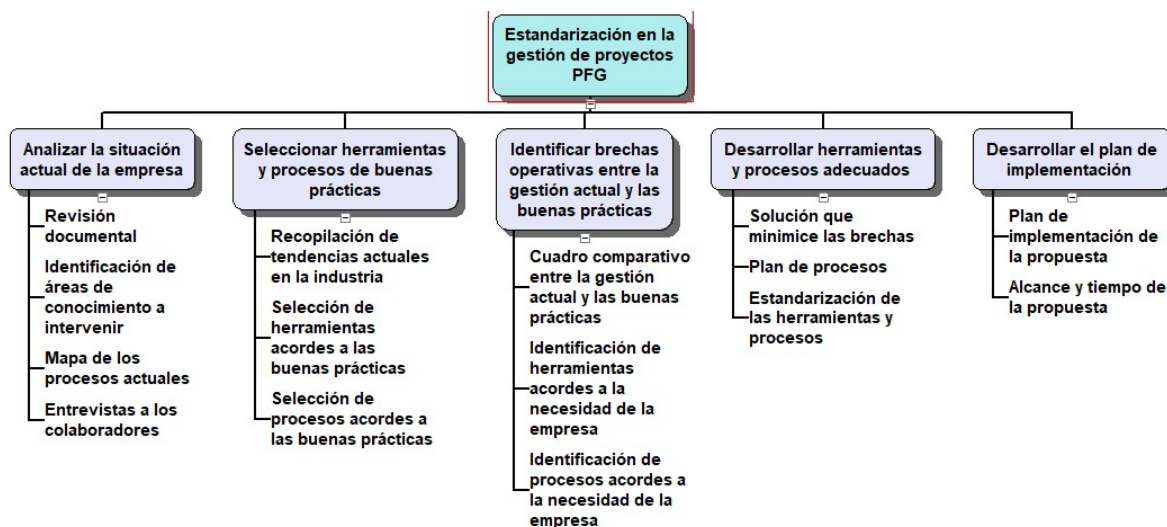 Estandarización en la
gestión de proyectos
PFG
Analizar la situación
actual de la empresa
Revisión
documental
Identificación de
áreas de
conocimiento a
intervenir
Mapa de los
procesos actuales
Entrevistas a los
colaboradores
Seleccionar herramientas
y procesos de buenas
prácticas
Recopilación de
tendencias actuales
en la industria
Selección de
herramientas
acordes a las
buenas prácticas
Selección de
procesos acordes a
las buenas prácticas
Identificar brechas
operativas entre la
gestión actual y las
buenas prácticas
Cuadro comparativo
entre la gestión
actual y las buenas
prácticas
Identificación de
herramientas
acordes a la
necesidad de la
empresa
Identificación de
procesos acordes a
la necesidad de la
empresa
Desarrollar herramientas
y procesos adecuados
Solución que
minimice las brechas
Plan de procesos
Estandarización de
las herramientas y
procesos
Desarrollar el plan de
implementación
Plan de
implementación de
la propuesta
Alcance y tiempo de
la propuesta